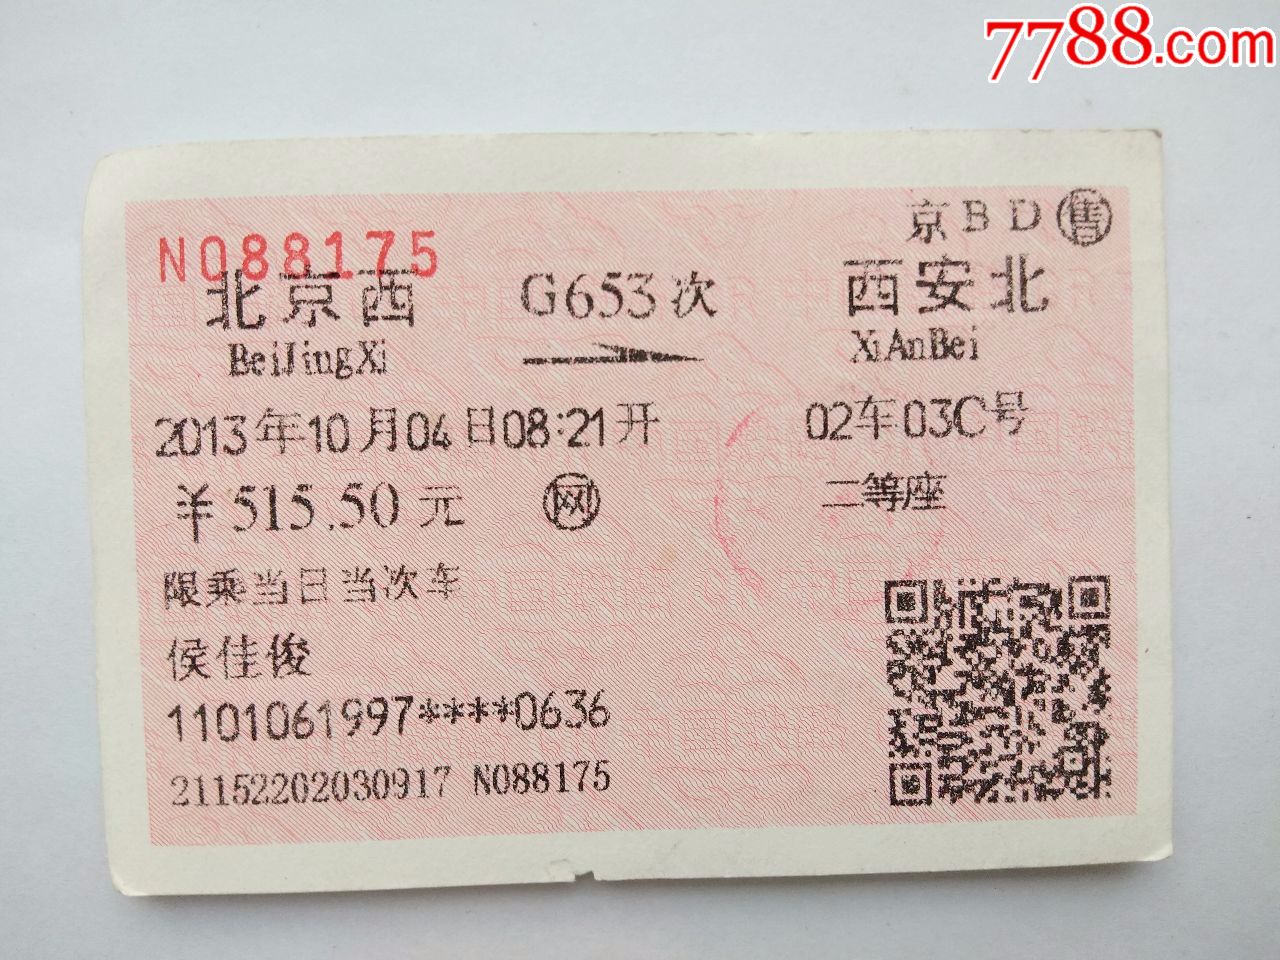 7788.com
京BD售
N088175
北京西 G653次 西安北
BeiJingXi XiAnBei
2013年10月04日08:21开 02车03C号
¥515.50元 网 二等座
限乘当日当次车
侯佳俊
1101061997****0636
21152202030917 N088175